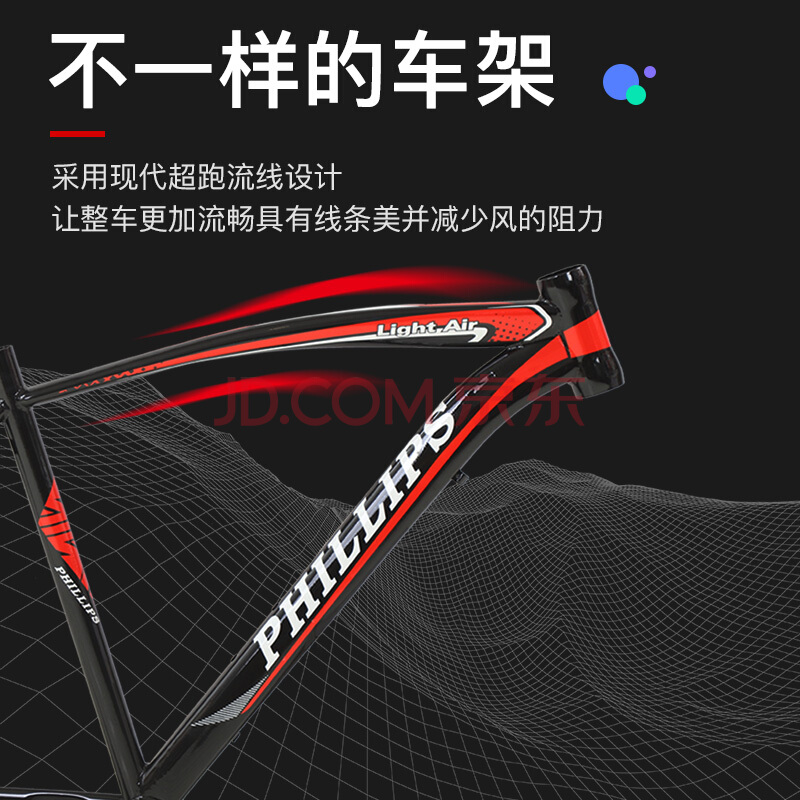 不一样的车架
采用现代超跑流线设计
让整车更加流畅具有线条美并减少风的阻力
Light.Air
JD.COM 京东
PHILLIPS
PHILLIPS